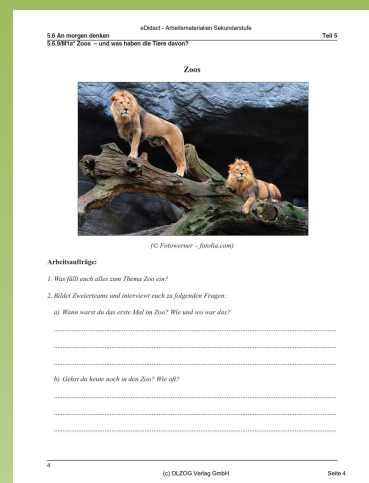 eDidact - Arbeitsmaterialien Sekundarstufe
5.6 An morgen denken Teil 5
5.6.9/M1a* Zoos – und was haben die Tiere davon?
Zoos
(© Fotowerner – fotolia.com)
Arbeitsaufträge:
1. Was fällt euch alles zum Thema Zoo ein?
2. Bildet Zweierteams und interviewt euch zu folgenden Fragen:
a) Wann warst du das erste Mal im Zoo? Wie und wo war das?
b) Gehst du heute noch in den Zoo? Wie oft?
4
(c) OLZOG Verlag GmbH Seite 4